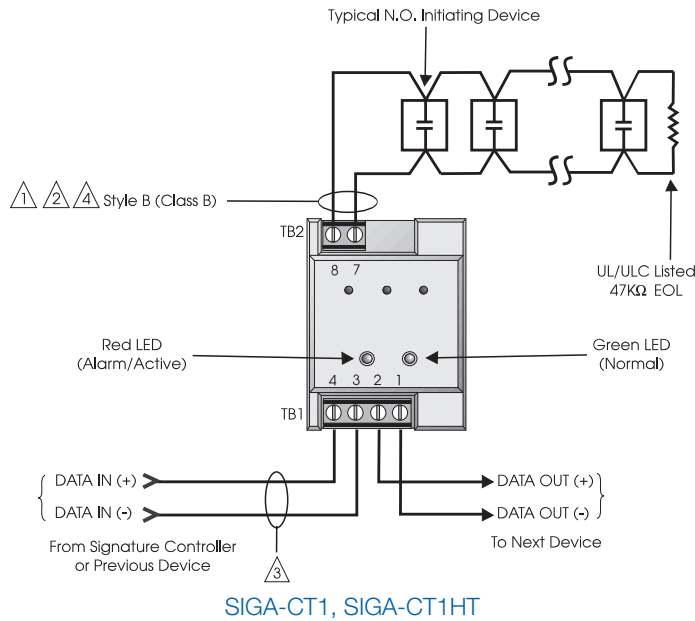 Typical N.O. Initiating Device
1 2 4 Style B (Class B)
TB2
8 7
UL/ULC Listed
47KΩ EOL
Red LED
(Alarm/Active)
Green LED
(Normal)
4 3 2 1
TB1
DATA IN (+)
DATA IN (-)
From Signature Controller
or Previous Device
3
DATA OUT (+)
DATA OUT (-)
To Next Device
SIGA-CT1, SIGA-CT1HT